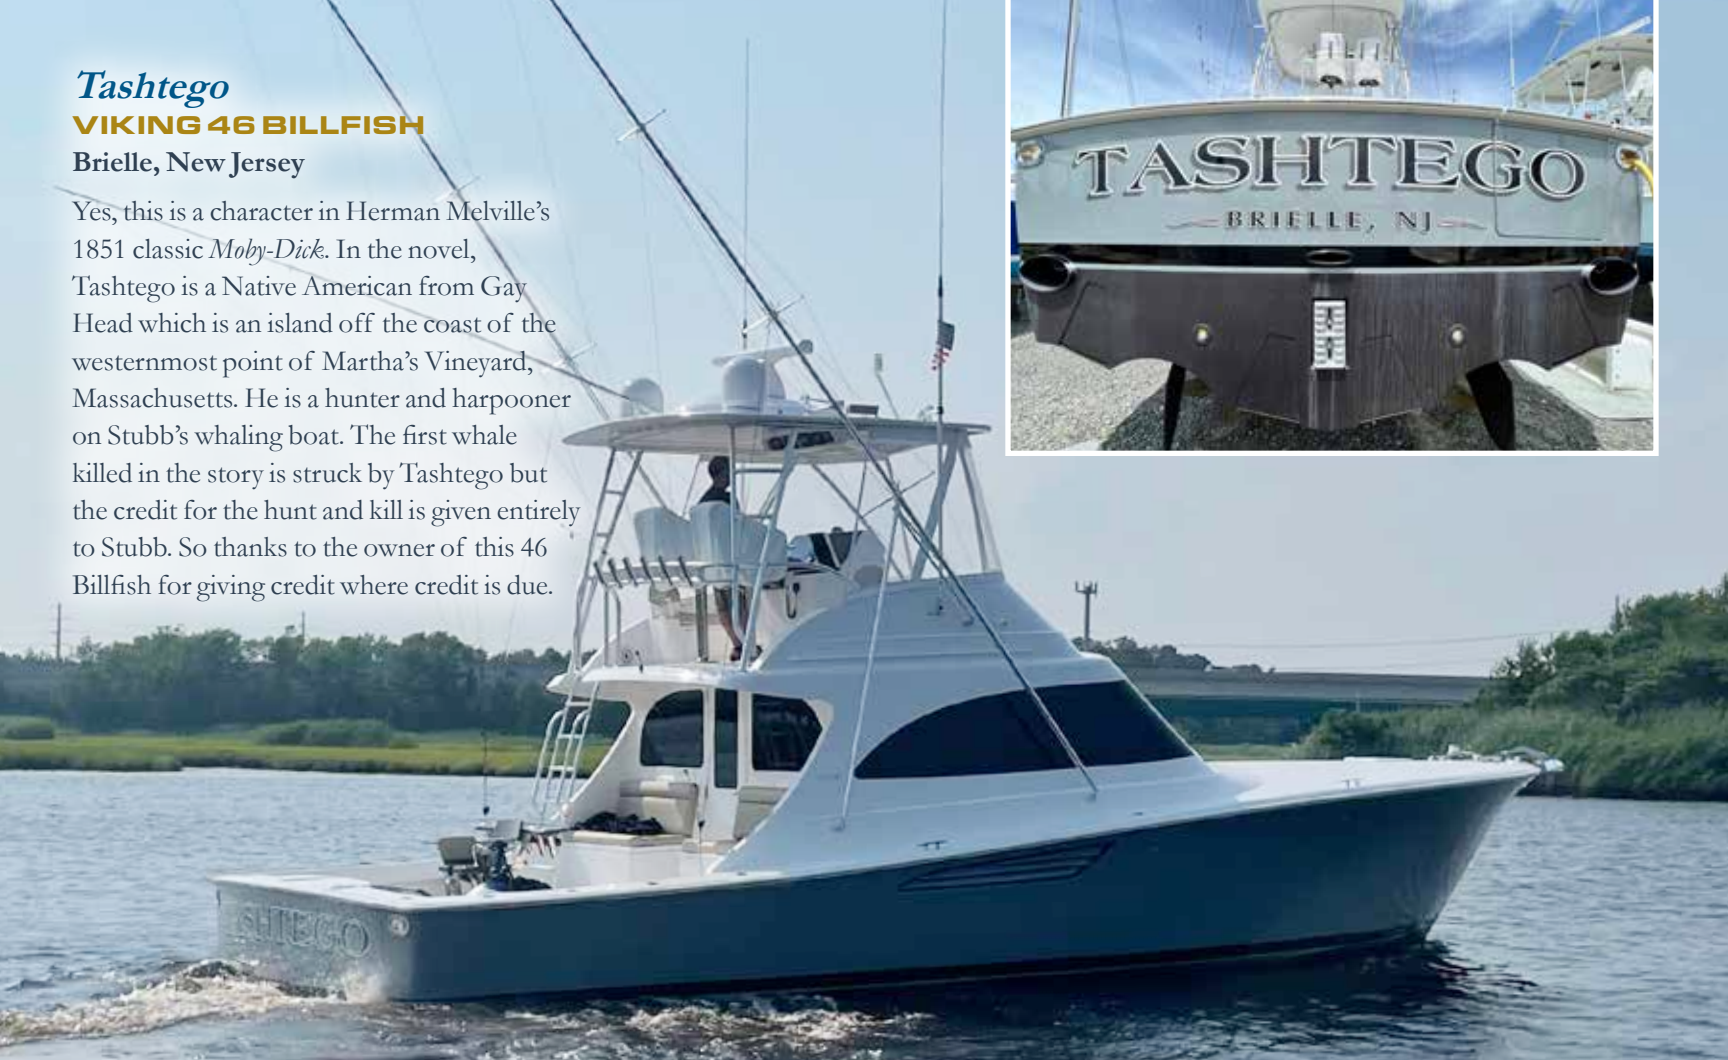 Tashtego
VIKING 46 BILLFISH
Brielle, New Jersey
Yes, this is a character in Herman Melville's
1851 classic Moby-Dick. In the novel,
Tashtego is a Native American from Gay
Head which is an island off the coast of the
westernmost point of Martha's Vineyard,
Massachusetts. He is a hunter and harpooner
on Stubb's whaling boat. The first whale
killed in the story is struck by Tashtego but
the credit for the hunt and kill is given entirely
to Stubb. So thanks to the owner of this 46
Billfish for giving credit where credit is due.
TASHTEGO
BRIELLE, NJ
SHTEGO